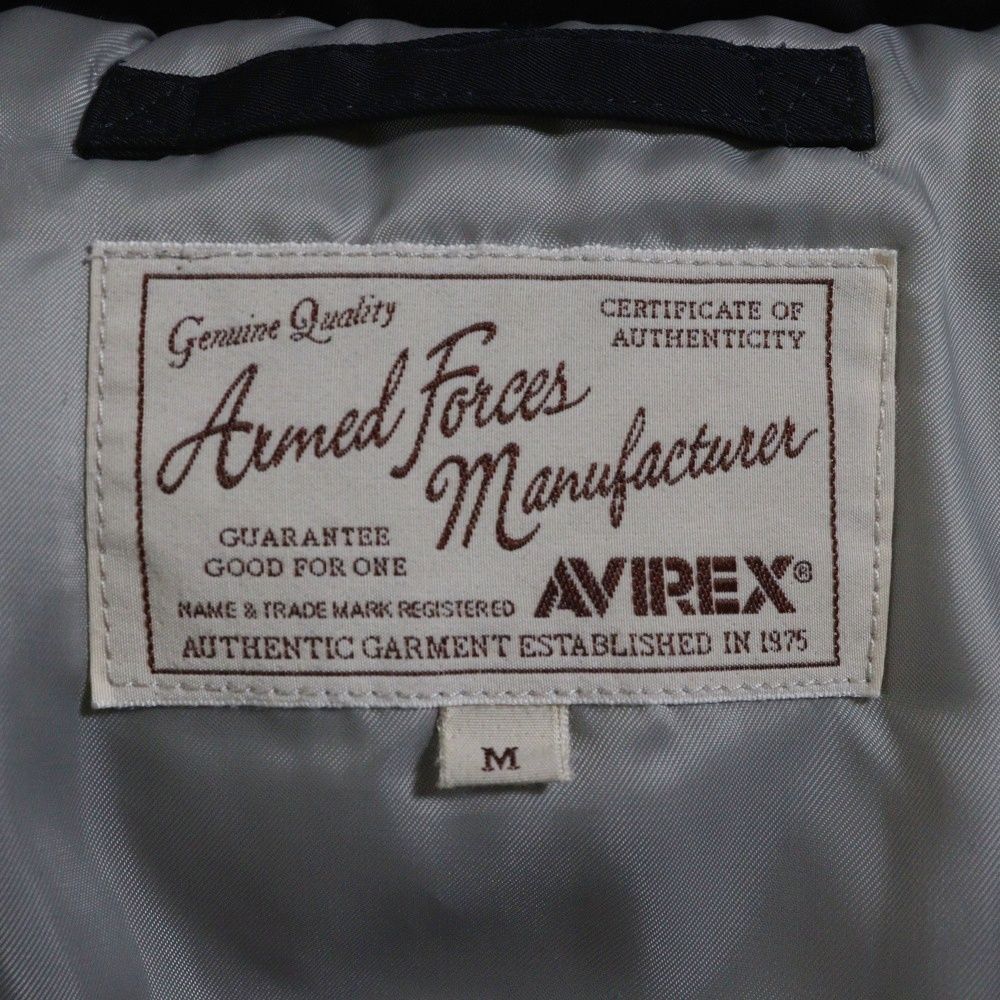 Genuine Quality
CERTIFICATE OF
AUTHENTICITY
Armed Forces
Manufacturer
GUARANTEE
GOOD FOR ONE
NAME & TRADE MARK REGISTERED
AVIREX®
AUTHENTIC GARMENT ESTABLISHED IN 1975
M